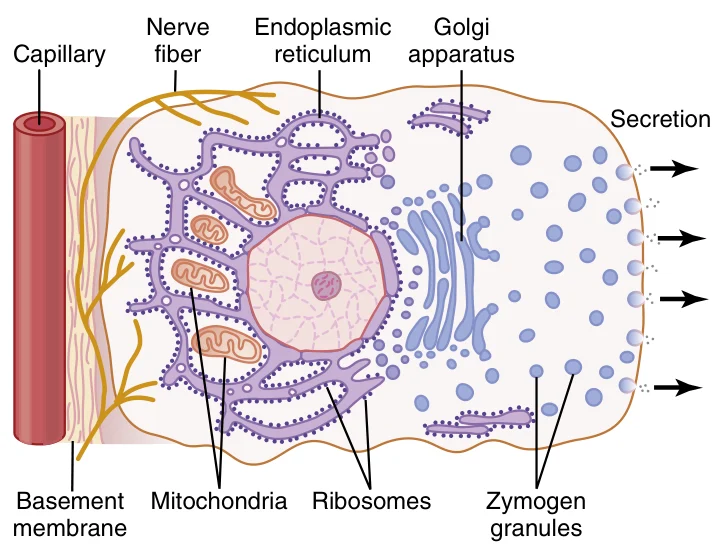 Capillary
Nerve
fiber
Endoplasmic
reticulum
Golgi
apparatus
Secretion
Basement
membrane
Mitochondria
Ribosomes
Zymogen
granules